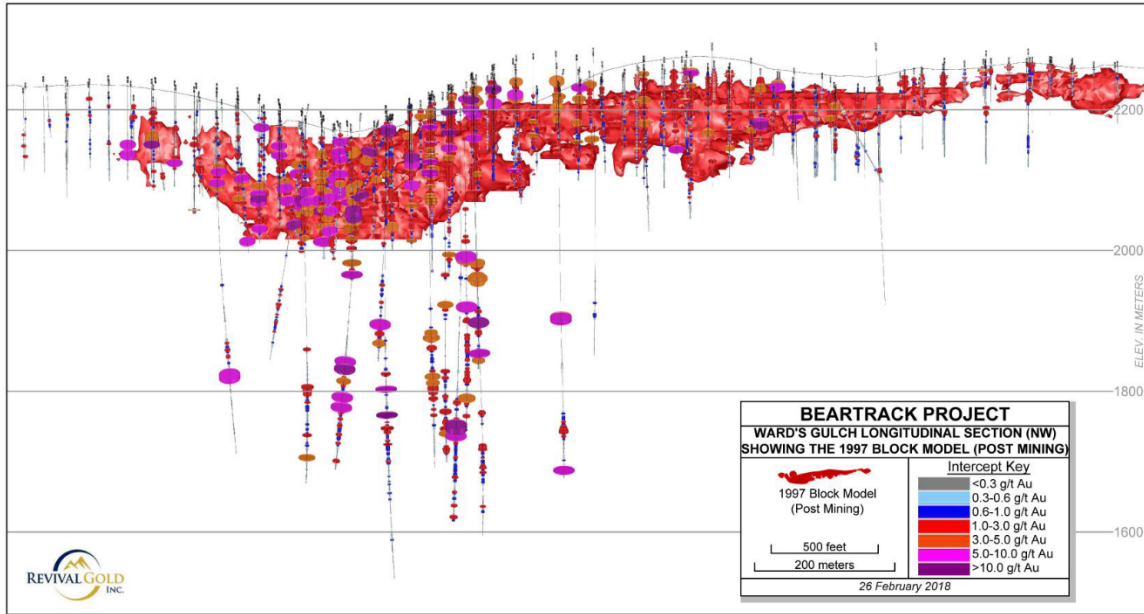 2200
2000
1800
1600
ELEV. IN METERS
BEARTRACK PROJECT
WARD'S GULCH LONGITUDINAL SECTION (NW)
SHOWING THE 1997 BLOCK MODEL (POST MINING)
1997 Block Model
(Post Mining)
500 feet
200 meters
Intercept Key
<0.3 g/t Au
0.3-0.6 g/t Au
0.6-1.0 g/t Au
1.0-3.0 g/t Au
3.0-5.0 g/t Au
5.0-10.0 g/t Au
>10.0 g/t Au
26 February 2018
REVIVAL GOLD
INC.